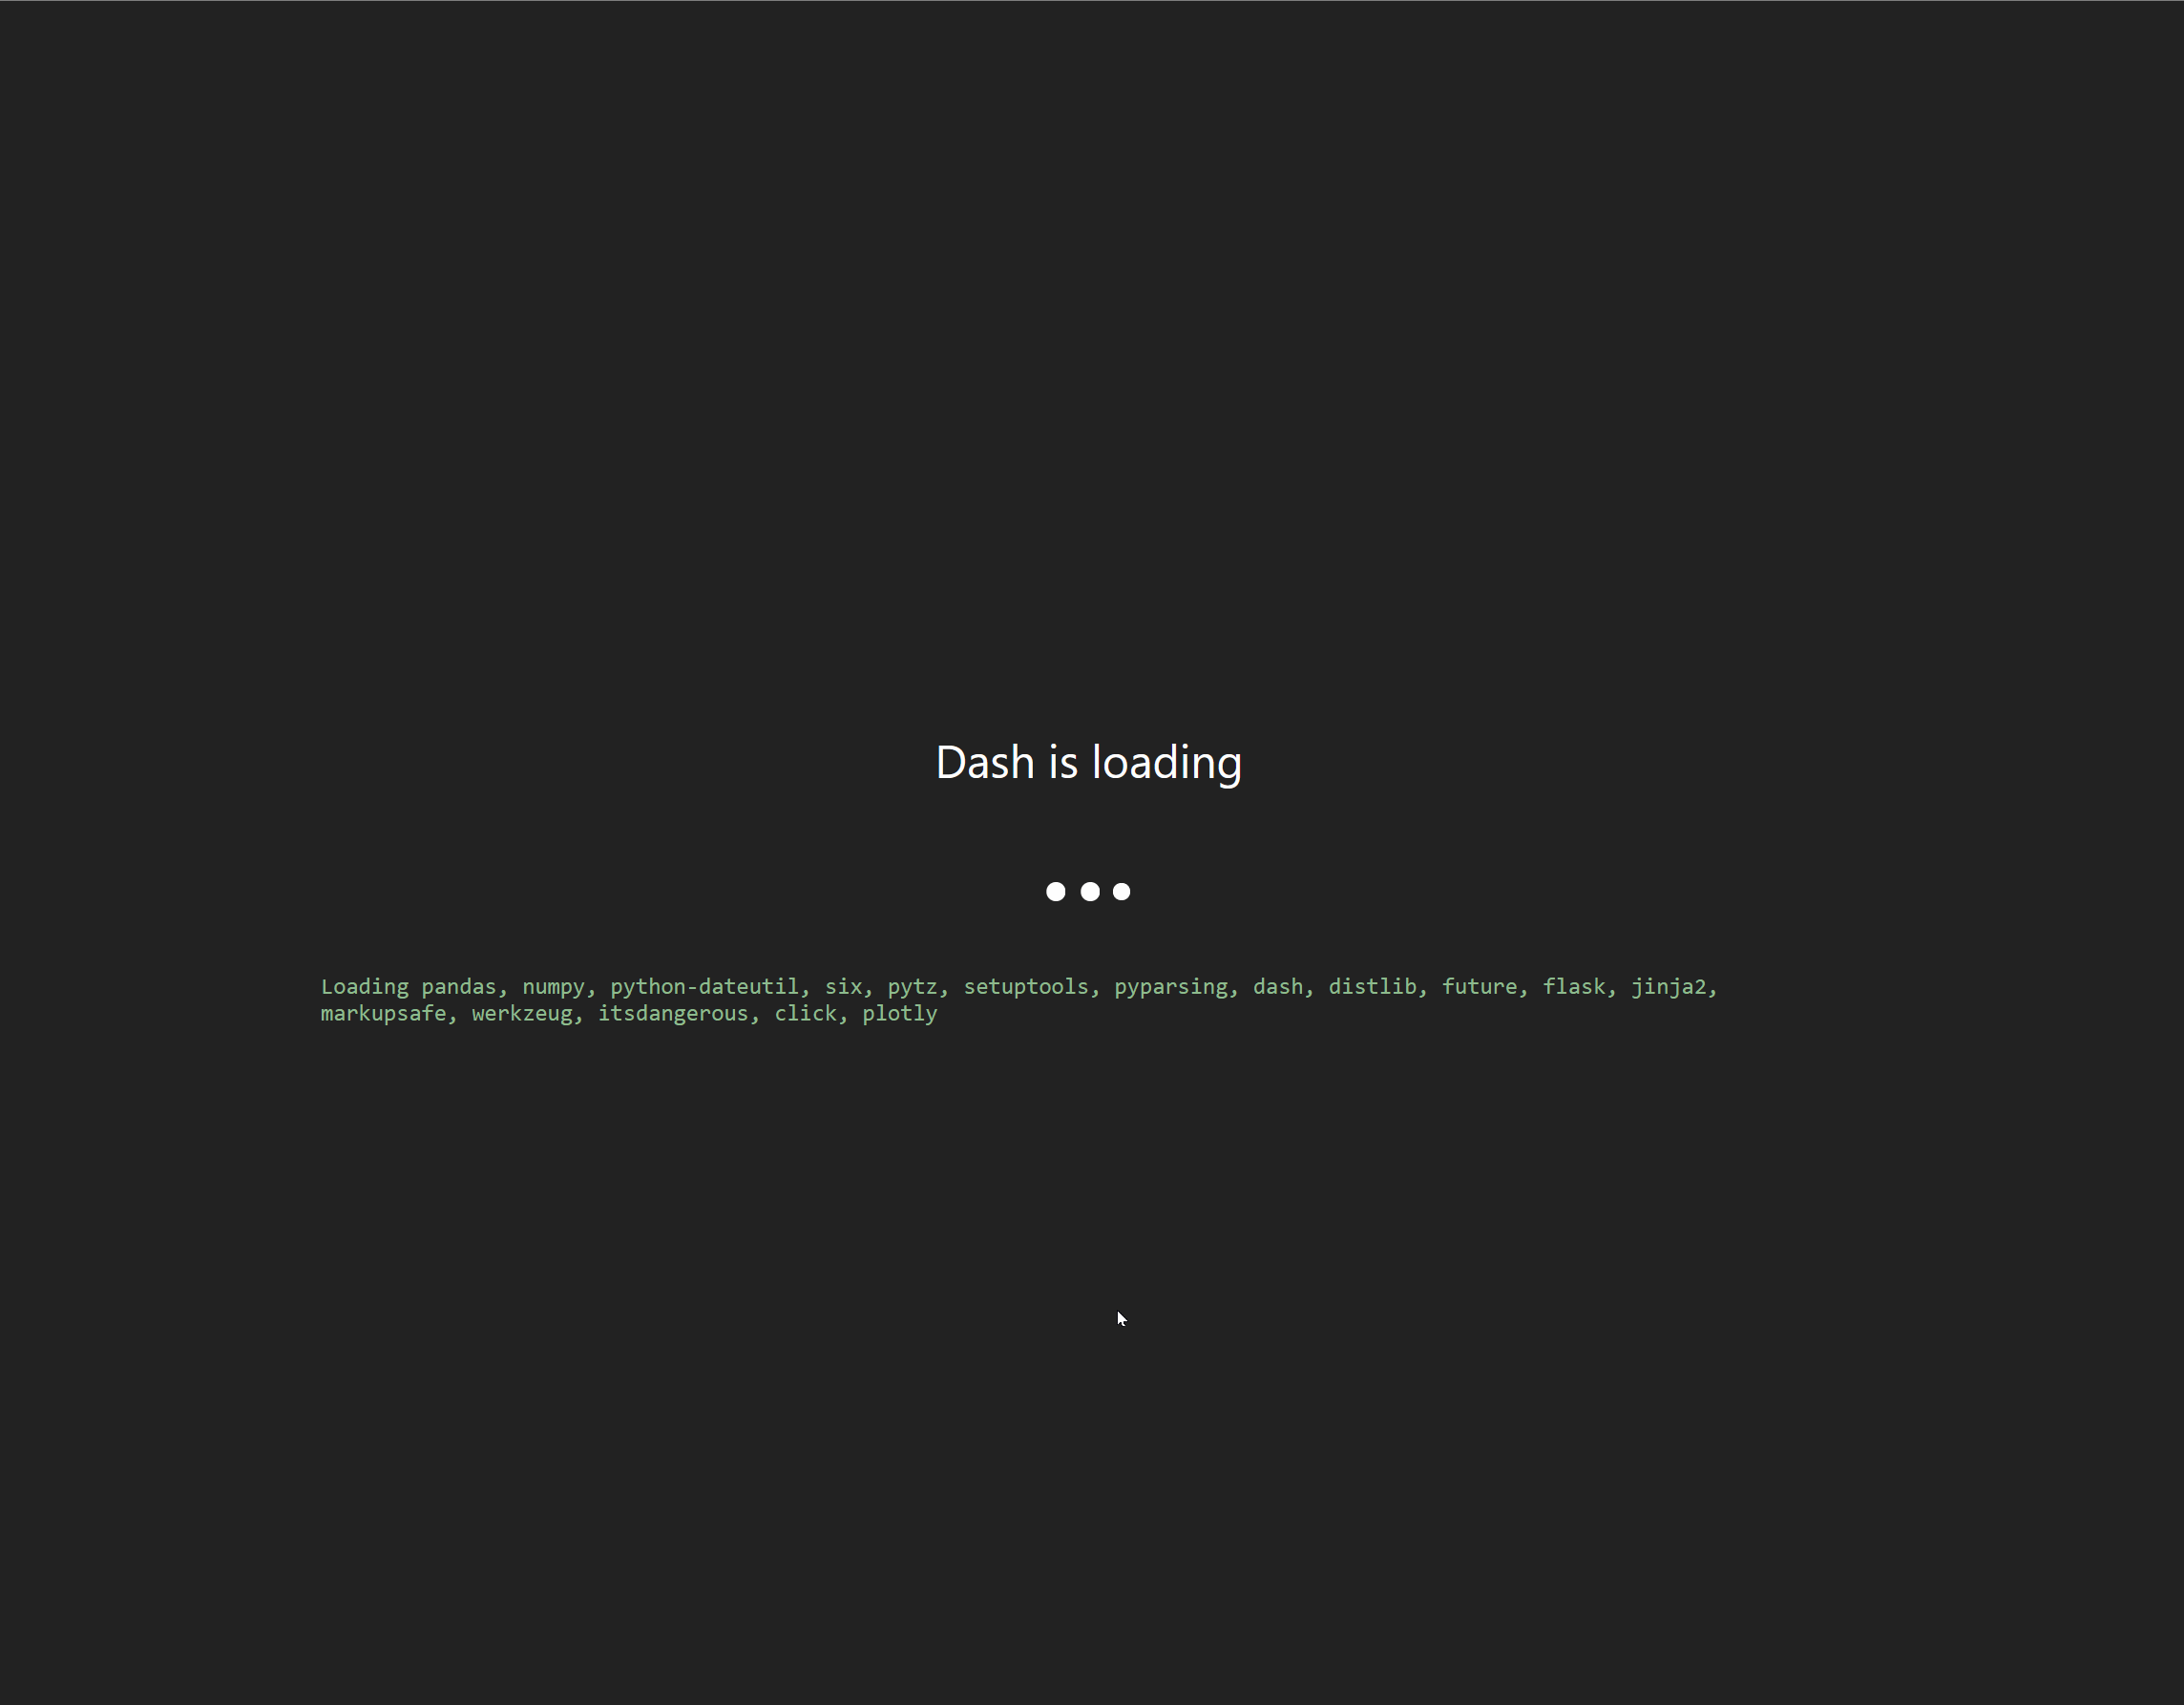 Dash is loading
Loading pandas, numpy, python-dateutil, six, pytz, setuptools, pyparsing, dash, distlib, future, flask, jinja2,
markupsafe, werkzeug, itsdangerous, click, plotly